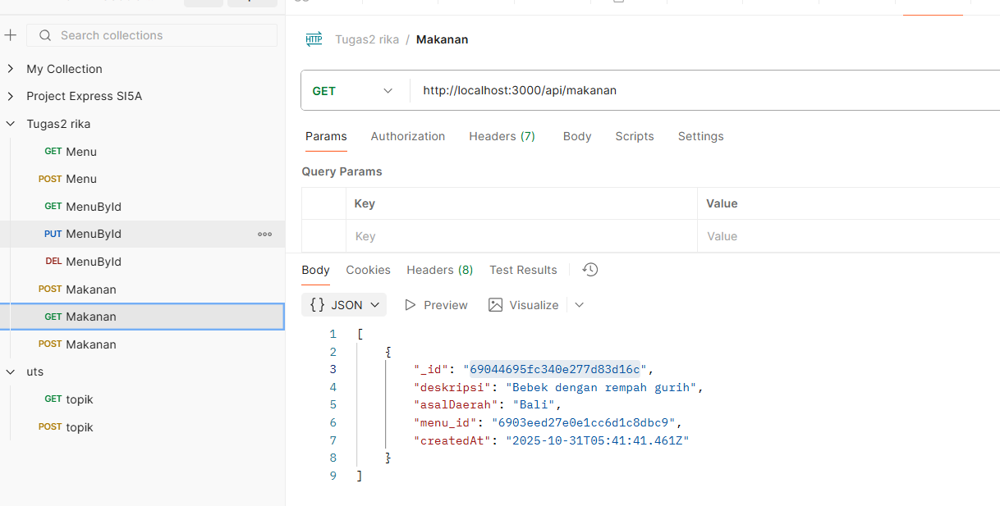 Search collections
My Collection
Project Express SI5A
Tugas2 rika
GET Menu
POST Menu
GET MenuById
PUT MenuById
DEL MenuById
POST Makanan
GET Makanan
POST Makanan
uts
GET topik
POST topik
HTTP Tugas2 rika / Makanan
GET http://localhost:3000/api/makanan
Params Authorization Headers (7) Body Scripts Settings
Query Params
Key Value
Key Value
Body Cookies Headers (8) Test Results
{} JSON Preview Visualize
1 [
2 {
3 "_id": "69044695fc340e277d83d16c",
4 "deskripsi": "Bebek dengan rempah gurih",
5 "asalDaerah": "Bali",
6 "menu_id": "6903eed27e0e1cc6d1c8dbc9",
7 "createdAt": "2025-10-31T05:41:41.461Z"
8 }
9 ]